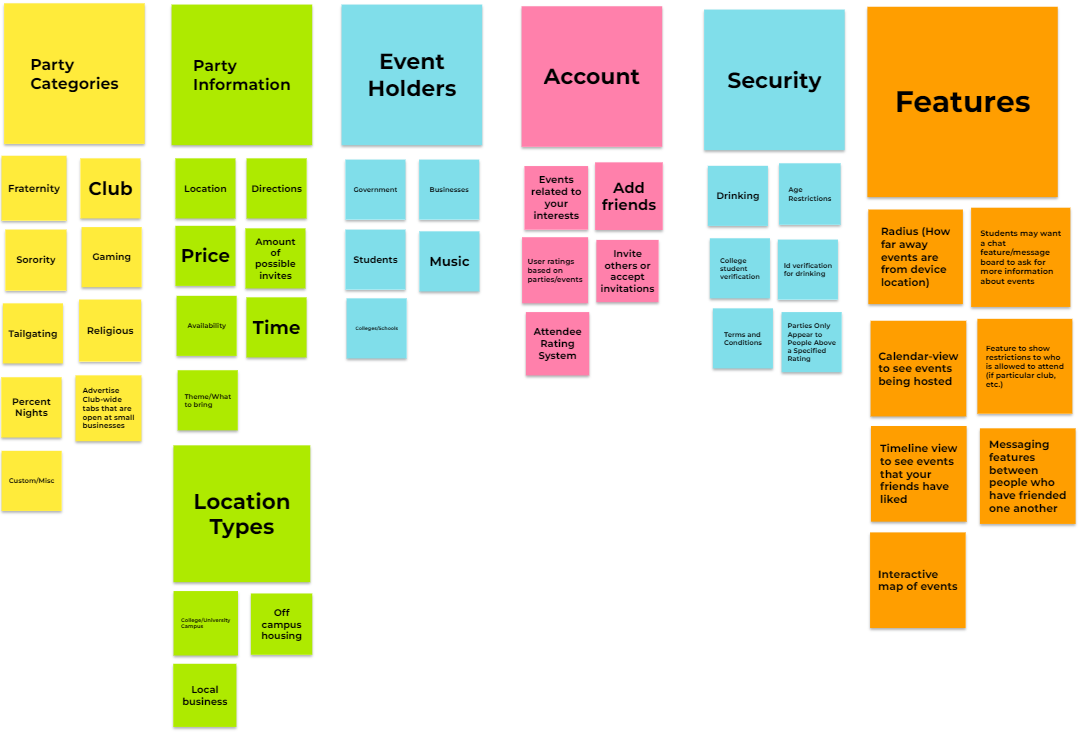 Party
Categories
Fraternity
Club
Sorority
Gaming
Tailgating
Religious
Percent
Nights
Advertise
Club-wide
tabs that are
open at small
businesses
Custom/Misc
Party
Information
Location
Directions
Price
Amount
of
possible
invites
Availability
Time
Theme/What
to bring
Location
Types
College/University
Campus
Off
campus
housing
Local
business
Event
Holders
Government
Businesses
Students
Music
Colleges/Schools
Account
Events
related to
your
interests
Add
friends
User ratings
based on
parties/events
Invite
others or
accept
invitations
Attendee
Rating
System
Security
Drinking
Age
Restrictions
College
student
verification
Id verification
for drinking
Terms and
Conditions
Parties Only
Appear to
People Above
a Specified
Rating
Features
Radius (How
far away
events are
from device
location)
Students may want
a chat
feature/message
board to ask for
more information
about events
Calendar-view
to see events
being hosted
Feature to show
restrictions to who
is allowed to attend
(if particular club,
etc.)
Timeline view
to see events
that your
friends have
liked
Messaging
features
between
people who
have friended
one another
Interactive
map of events